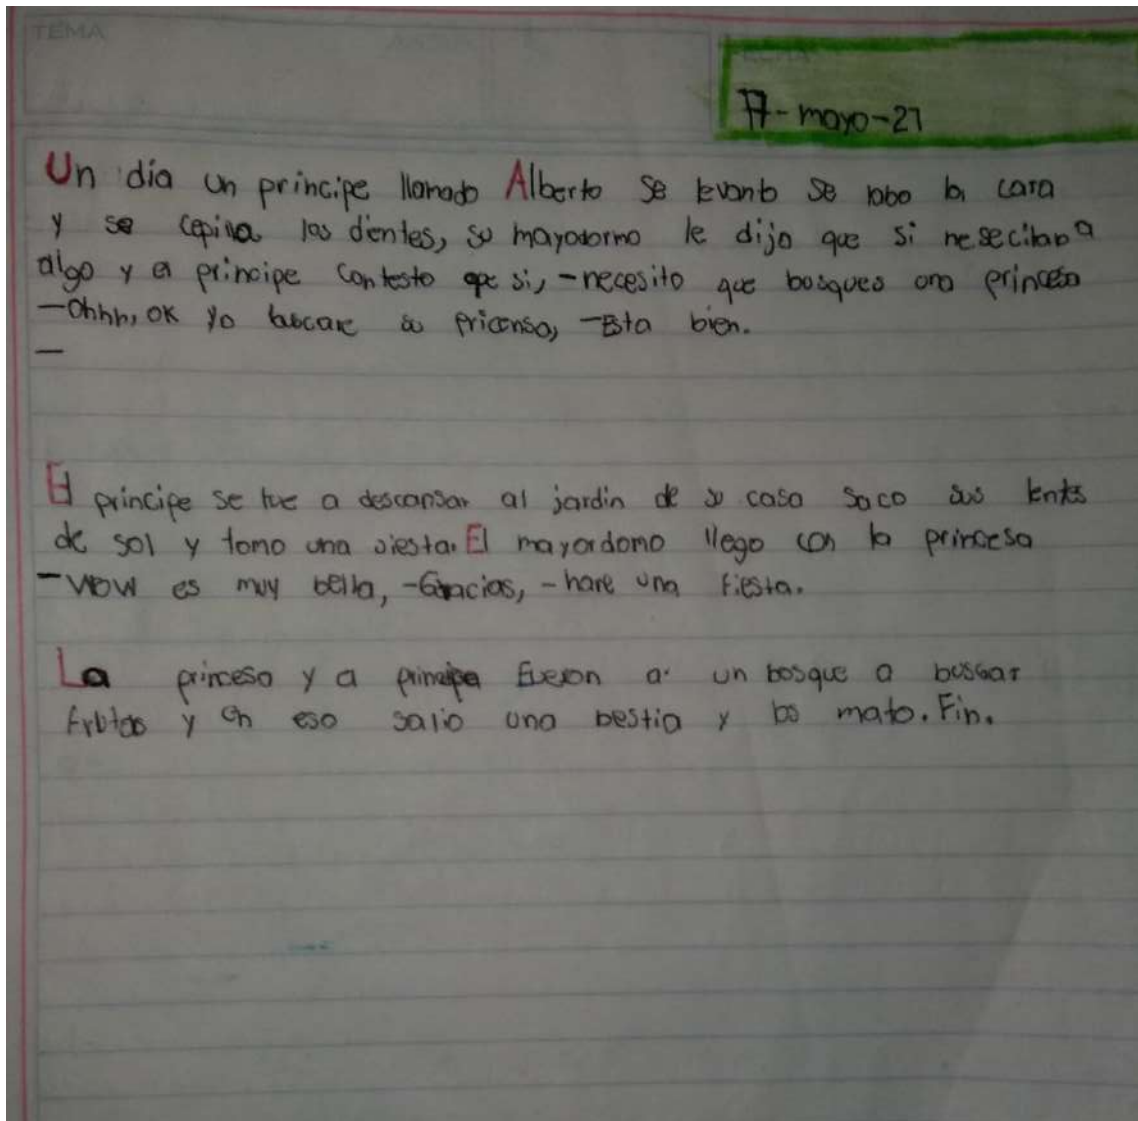 TEMA
FECHA
17-mayo-21
Un día un principe llamado Alberto se levanto se labo la cara
y se cepilla los dientes, su mayadormo le dijo que si nesecitaba
algo y el principe contesto que si, -necesito que busques una princesa
-Ohhh, OK yo buscare su pricensa, -Esta bien.
-
El principe se fue a descansar al jardin de su casa saco sus lentes
de sol y tomo una siesta. El mayordomo llego con la princesa
-WOW es muy bella, -Gracias, -hare una fiesta.
La princesa y a principe fueron a un bosque a buscar
frutas y en eso salio una bestia y los mato. Fin.